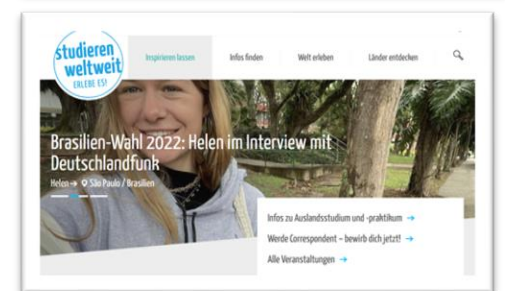 studieren
weltweit
ERLEBE ES!
Inspirieren lassen
Infos finden
Welt erleben
Länder entdecken
Brasilien-Wahl 2022: Helen im Interview mit
Deutschlandfunk
Helen → São Paulo / Brasilien
Infos zu Auslandsstudium und -praktikum →
Werde Correspondent – bewirb dich jetzt! →
Alle Veranstaltungen →